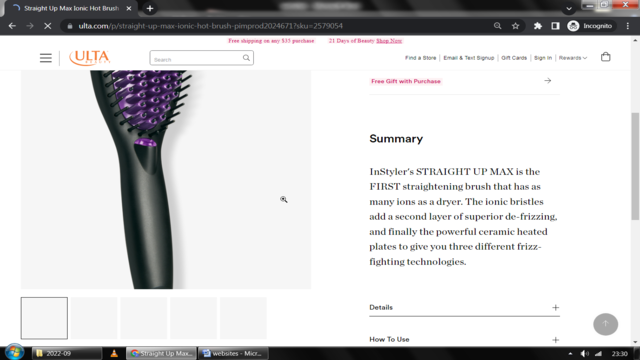 Straight Up Max Ionic Hot Brush
ulta.com/p/straight-up-max-ionic-hot-brush-pimprod2024671?sku=2579054
Incognito
Free shipping on any $35 purchase 21 Days of Beauty Shop Now
ULTA
BEAUTY
Search
Find a Store
Email & Text Signup
Gift Cards
Sign In
Rewards
Free Gift with Purchase
Summary
InStyler's STRAIGHT UP MAX is the
FIRST straightening brush that has as
many ions as a dryer. The ionic bristles
add a second layer of superior de-frizzing,
and finally the powerful ceramic heated
plates to give you three different frizz-
fighting technologies.
Details
How To Use
2022-09
Straight Up Max...
websites - Micr...
23:30